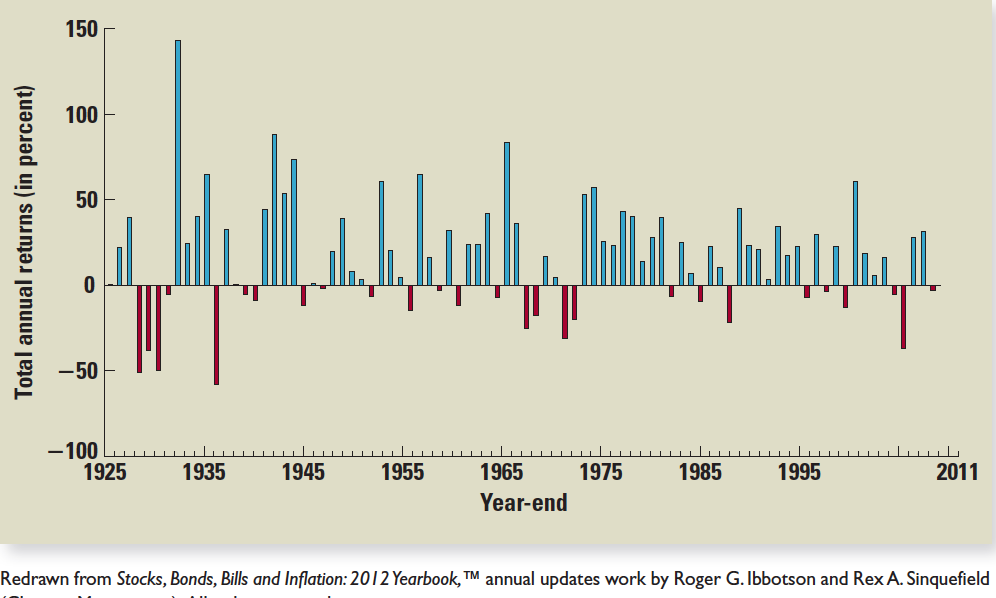 150
100
50
0
–50
–100
Total annual returns (in percent)
1925 1935 1945 1955 1965 1975 1985 1995 2011
Year-end
Redrawn from Stocks, Bonds, Bills and Inflation: 2012 Yearbook,™ annual updates work by Roger G. Ibbotson and Rex A. Sinquefield